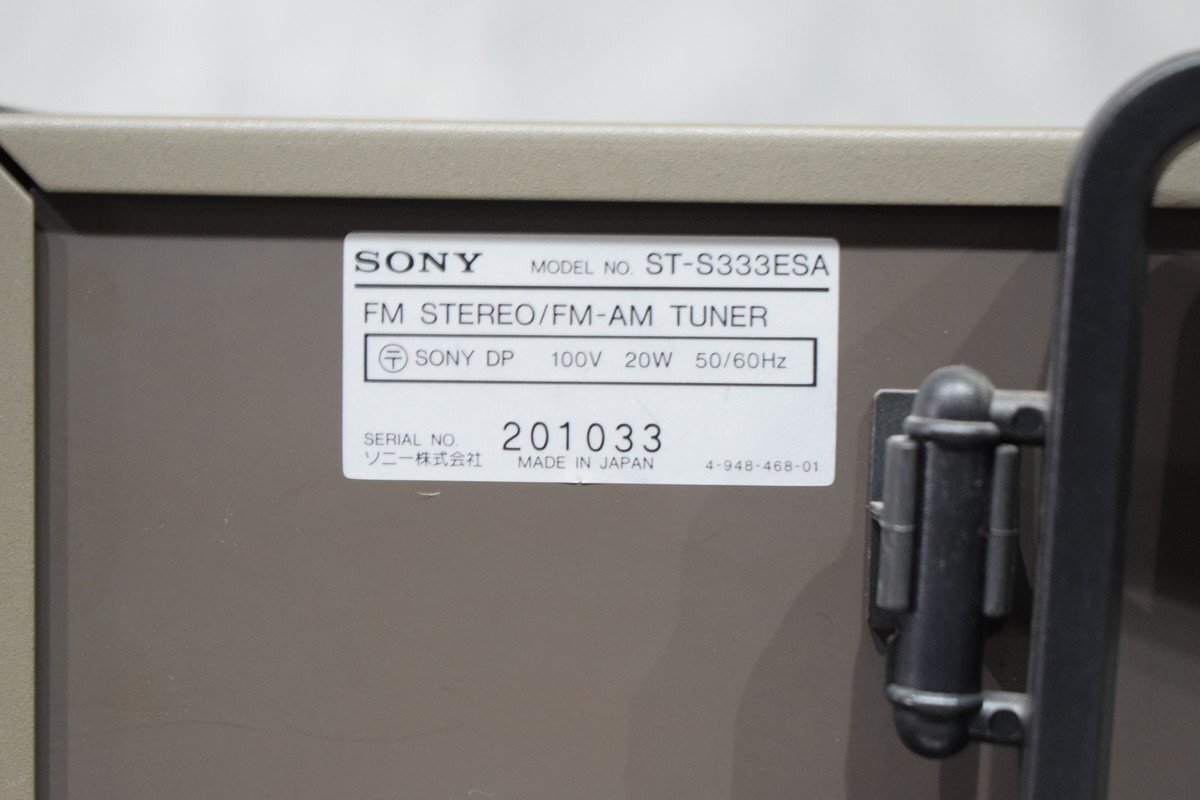 SONY MODEL NO. ST-S333ESA
FM STEREO/FM-AM TUNER
〶 SONY DP 100V 20W 50/60Hz
SERIAL NO. 201033
ソニー株式会社 MADE IN JAPAN 4-948-468-01